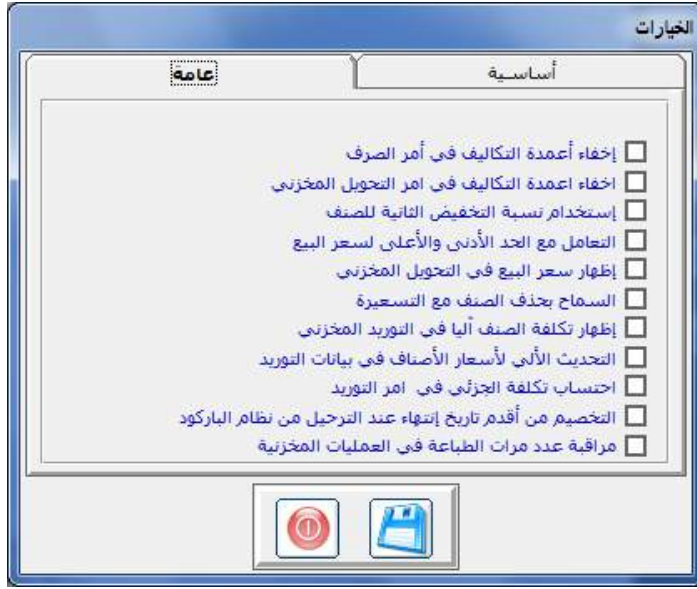 الخيارات
أساسية
عامة
إخفاء أعمدة التكاليف في أمر الصرف
اخفاء اعمدة التكاليف في امر التحويل المخزني
إستخدام نسبة التخفيض الثانية للصنف
التعامل مع الحد الأدنى والأعلى لسعر البيع
إظهار سعر البيع في التحويل المخزني
السماح بحذف الصنف مع التسعيرة
إظهار تكلفة الصنف آليا في التوريد المخزني
التحديث الألي لأسعار الأصناف في بيانات التوريد
احتساب تكلفة الجزئي في امر التوريد
التخصيم من أقدم تاريخ إنتهاء عند الترحيل من نظام الباركود
مراقبة عدد مرات الطباعة في العمليات المخزنية